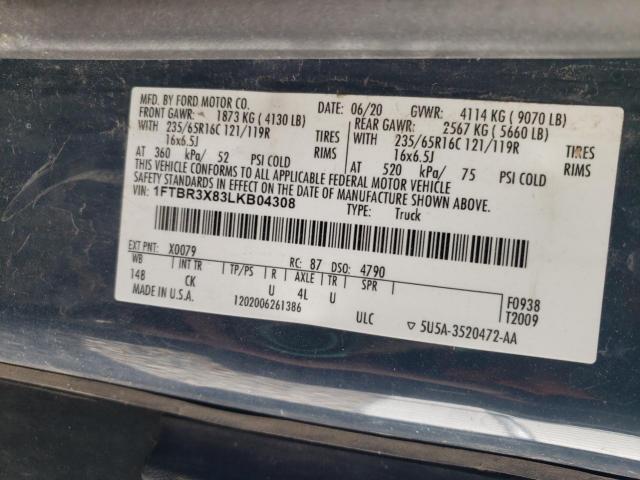 MFD. BY FORD MOTOR CO. DATE: 06/20 GVWR: 4114 KG ( 9070 LB)
FRONT GAWR: 1873 KG ( 4130 LB) REAR GAWR: 2567 KG ( 5660 LB)
WITH 235/65R16C 121/119R TIRES WITH 235/65R16C 121/119R TIRES
16x6.5J RIMS 16x6.5J RIMS
AT 360 kPa/ 52 PSI COLD AT 520 kPa/ 75 PSI COLD
THIS VEHICLE CONFORMS TO ALL APPLICABLE FEDERAL MOTOR VEHICLE
SAFETY STANDARDS IN EFFECT ON THE DATE OF MANUFACTURE SHOWN ABOVE.
VIN: 1FTBR3X83LKB04308 TYPE: Truck
EXT PNT: X0079 RC: 87 DSO: 4790
WB INT TR TP/PS R AXLE TR SPR F0938
148 CK U 4L U T2009
MADE IN U.S.A. 1202006261386 ULC ▽ 5U5A-3520472-AA